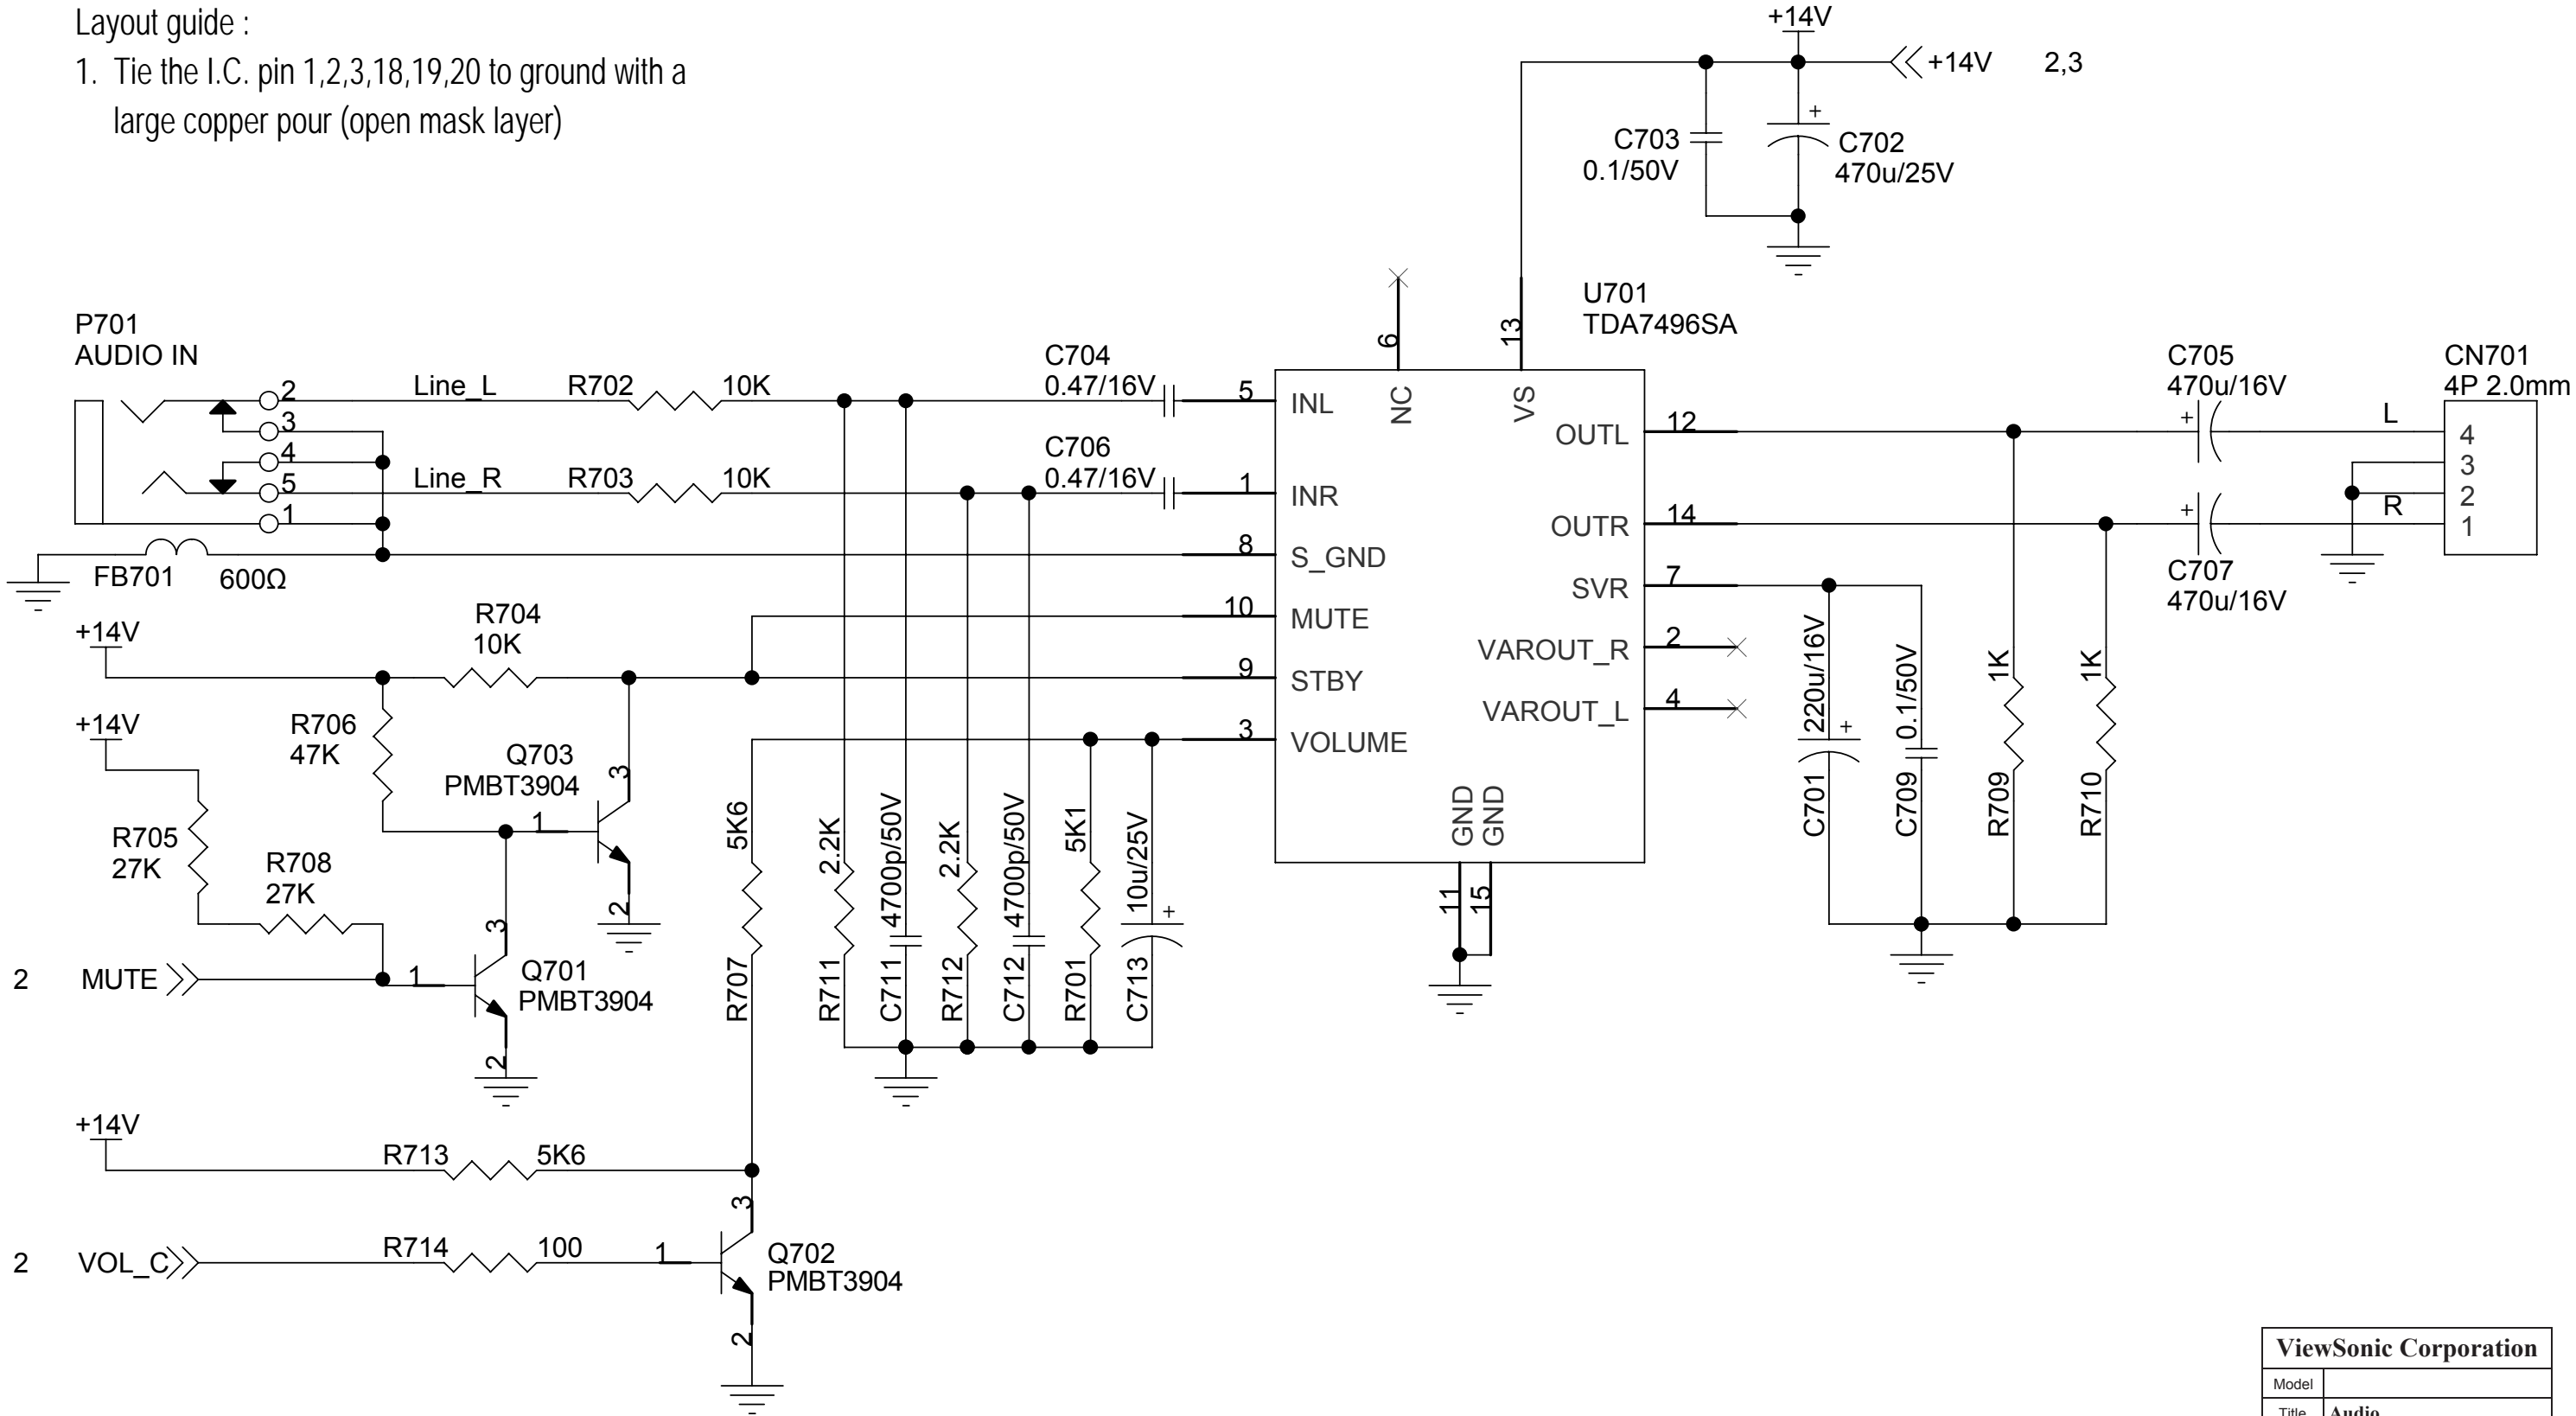 Layout guide :
1. Tie the I.C. pin 1,2,3,18,19,20 to ground with a
large copper pour (open mask layer)
+14V
+14V 2,3
C703
0.1/50V
C702
470u/25V
U701
TDA7496SA
P701
AUDIO IN
2
3
4
5
1
Line_L
R702
10K
Line_R
R703
10K
C704
0.47/16V
C706
0.47/16V
FB701
600Ω
6
NC
13
VS
5
INL
1
INR
8
S_GND
10
MUTE
9
STBY
3
VOLUME
OUTL
12
OUTR
14
SVR
7
VAROUT_R
2
VAROUT_L
4
GND
GND
11
15
C705
470u/16V
C707
470u/16V
L
R
CN701
4P 2.0mm
4
3
2
1
+14V
R704
10K
+14V
R706
47K
R705
27K
R708
27K
Q703
PMBT3904
1
3
2
2 MUTE
1
3
2
Q701
PMBT3904
R707
5K6
R711
2.2K
C711
4700p/50V
R712
2.2K
C712
4700p/50V
R701
5K1
C713
10u/25V
+
C701
220u/16V
+
C709
0.1/50V
R709
1K
R710
1K
+14V
R713
5K6
2 VOL_C
R714
100
1
3
2
Q702
PMBT3904
ViewSonic Corporation
Model
Title Audio